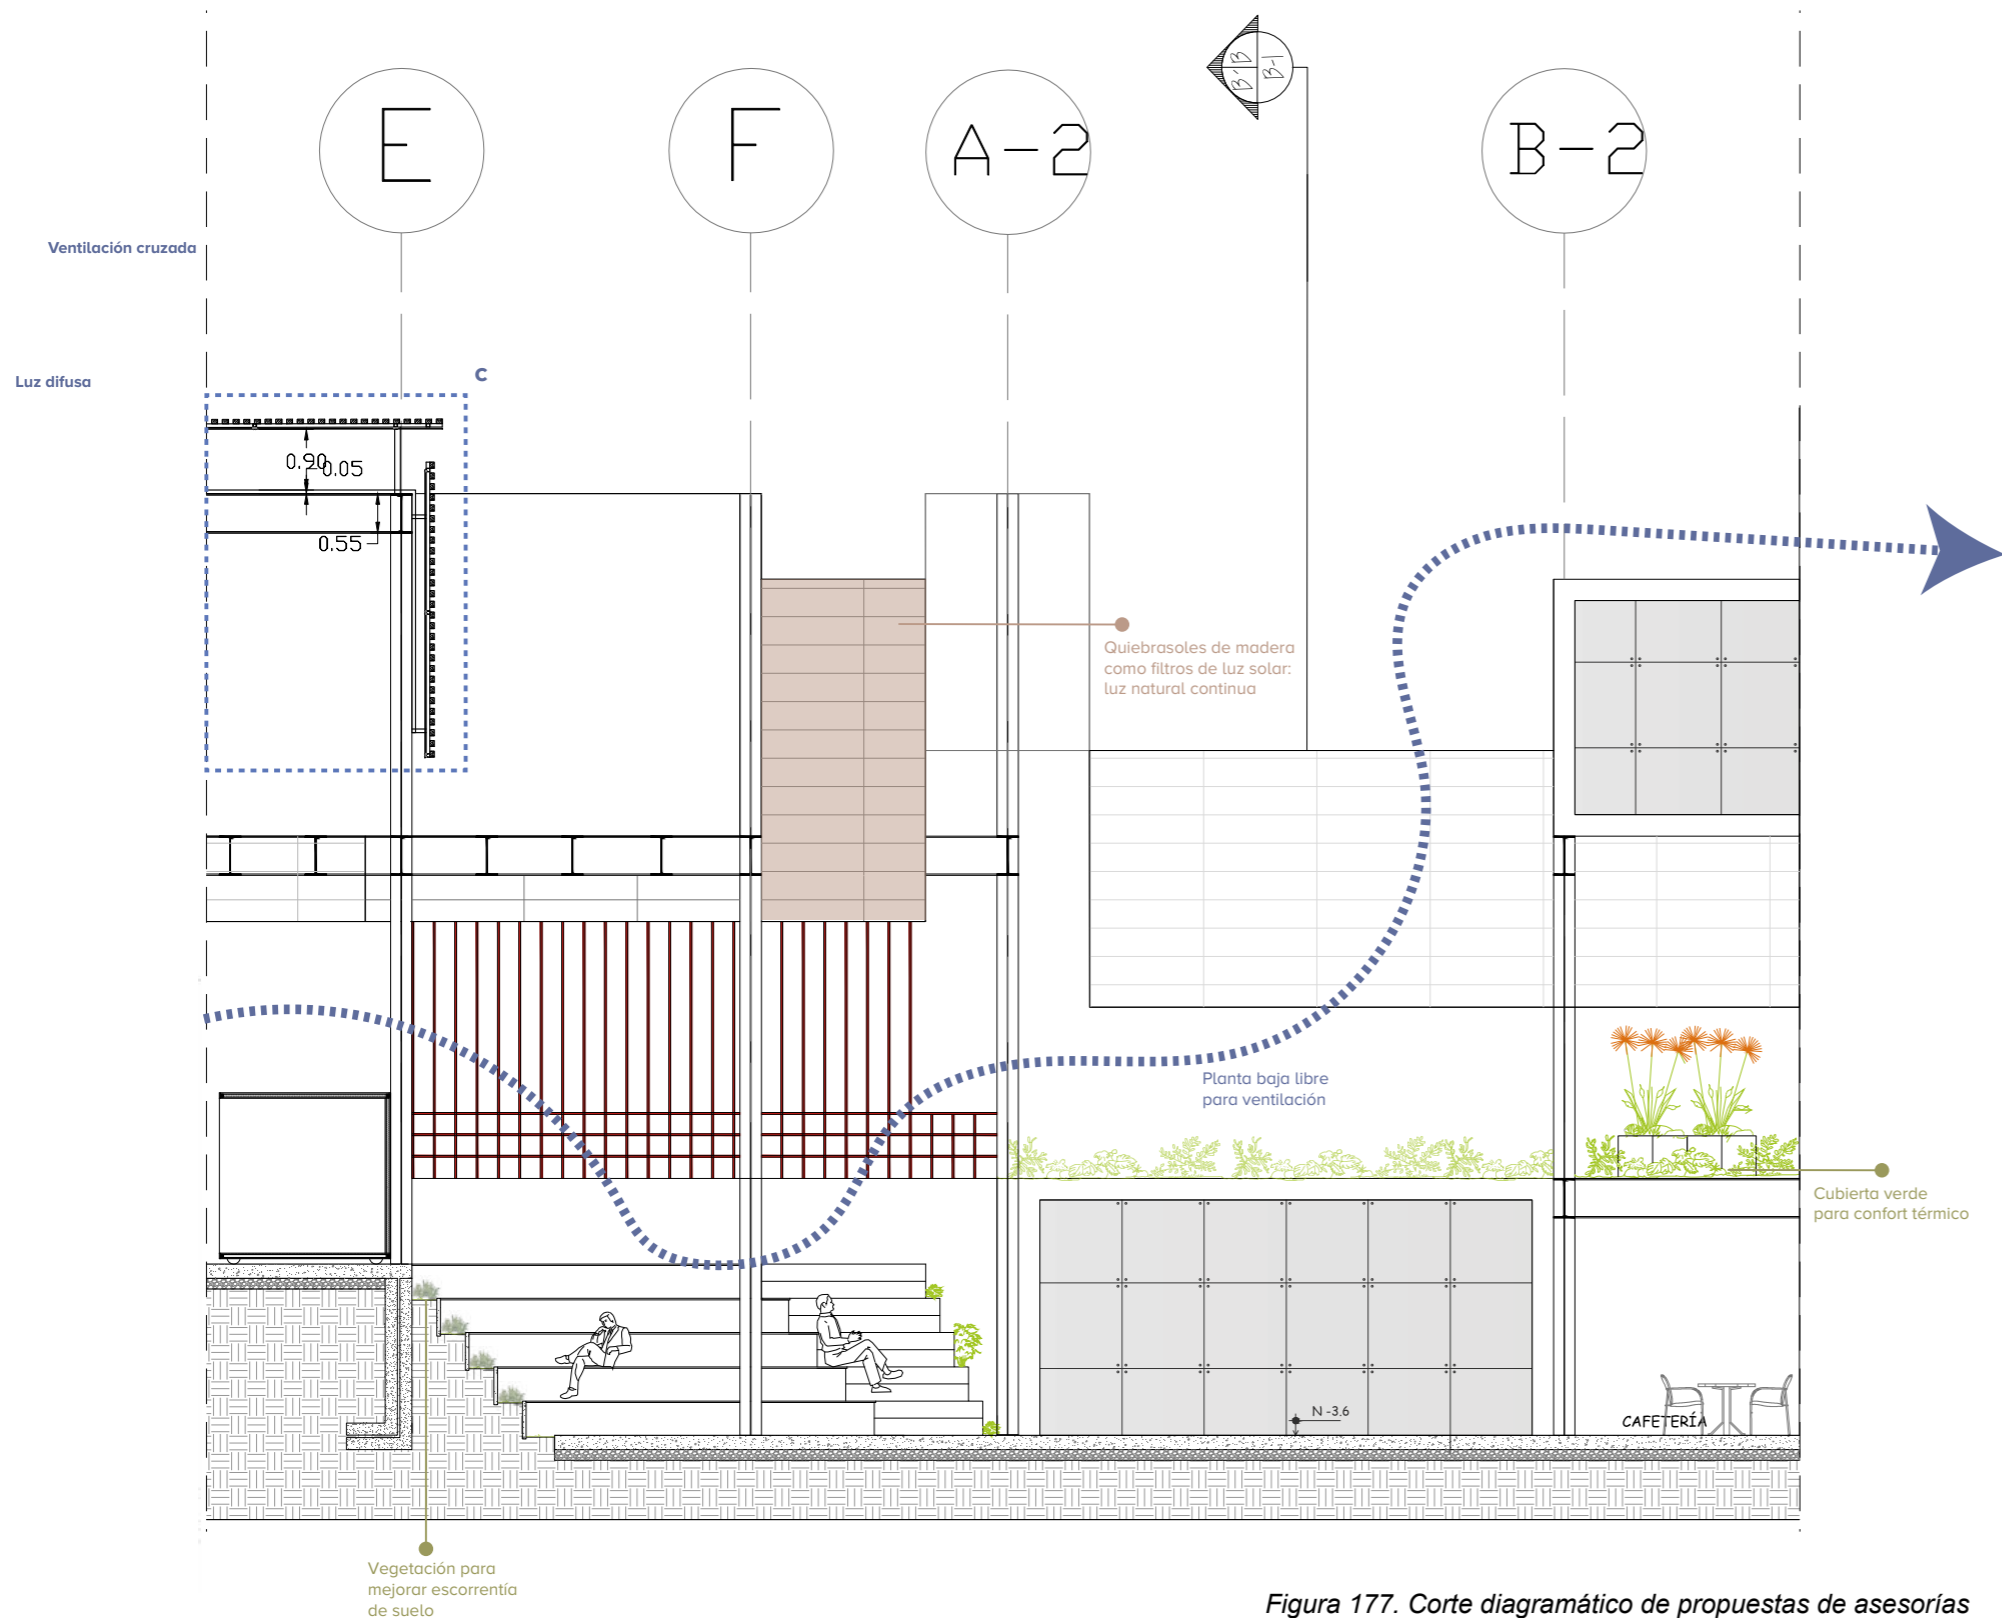 E
F
A-2
B'B
B-1
B-2
Ventilación cruzada
Luz difusa
C
0.90
0.05
0.55
Quiebrasoles de madera
como filtros de luz solar:
luz natural continua
Planta baja libre
para ventilación
Cubierta verde
para confort térmico
N -3.6
CAFETERÍA
Vegetación para
mejorar escorrentía
de suelo
Figura 177. Corte diagramático de propuestas de asesorías